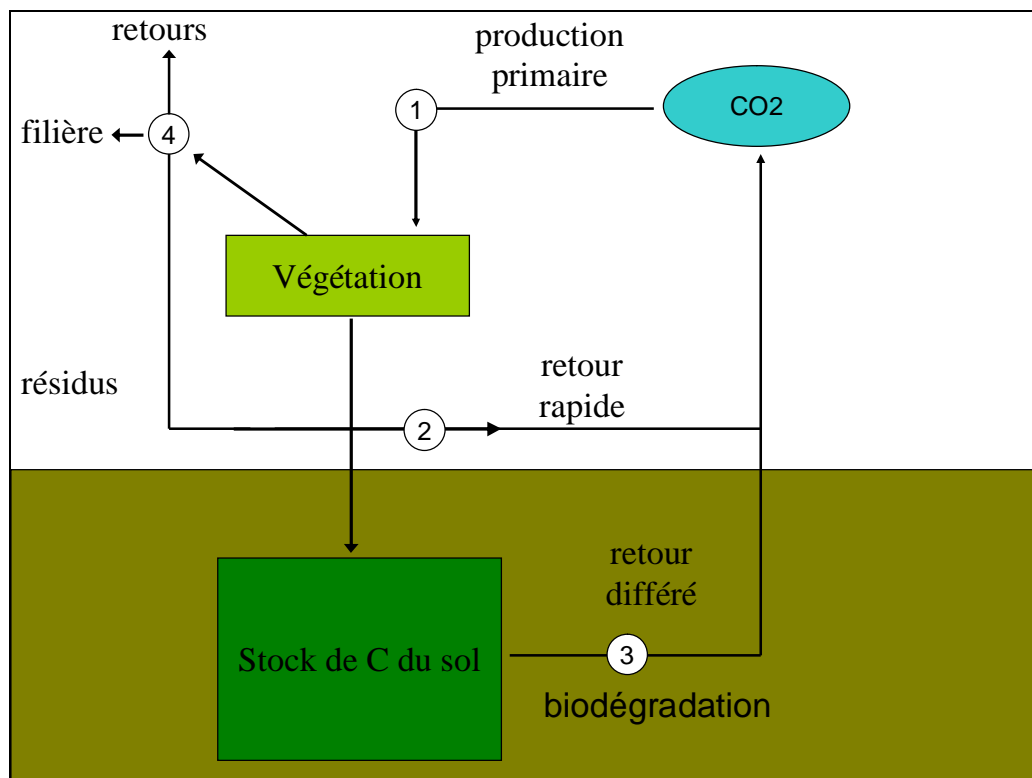 retours
production
primaire
1
CO2
filière
4
Végétation
résidus
retour
rapide
2
retour
différé
Stock de C du sol
3
biodégradation